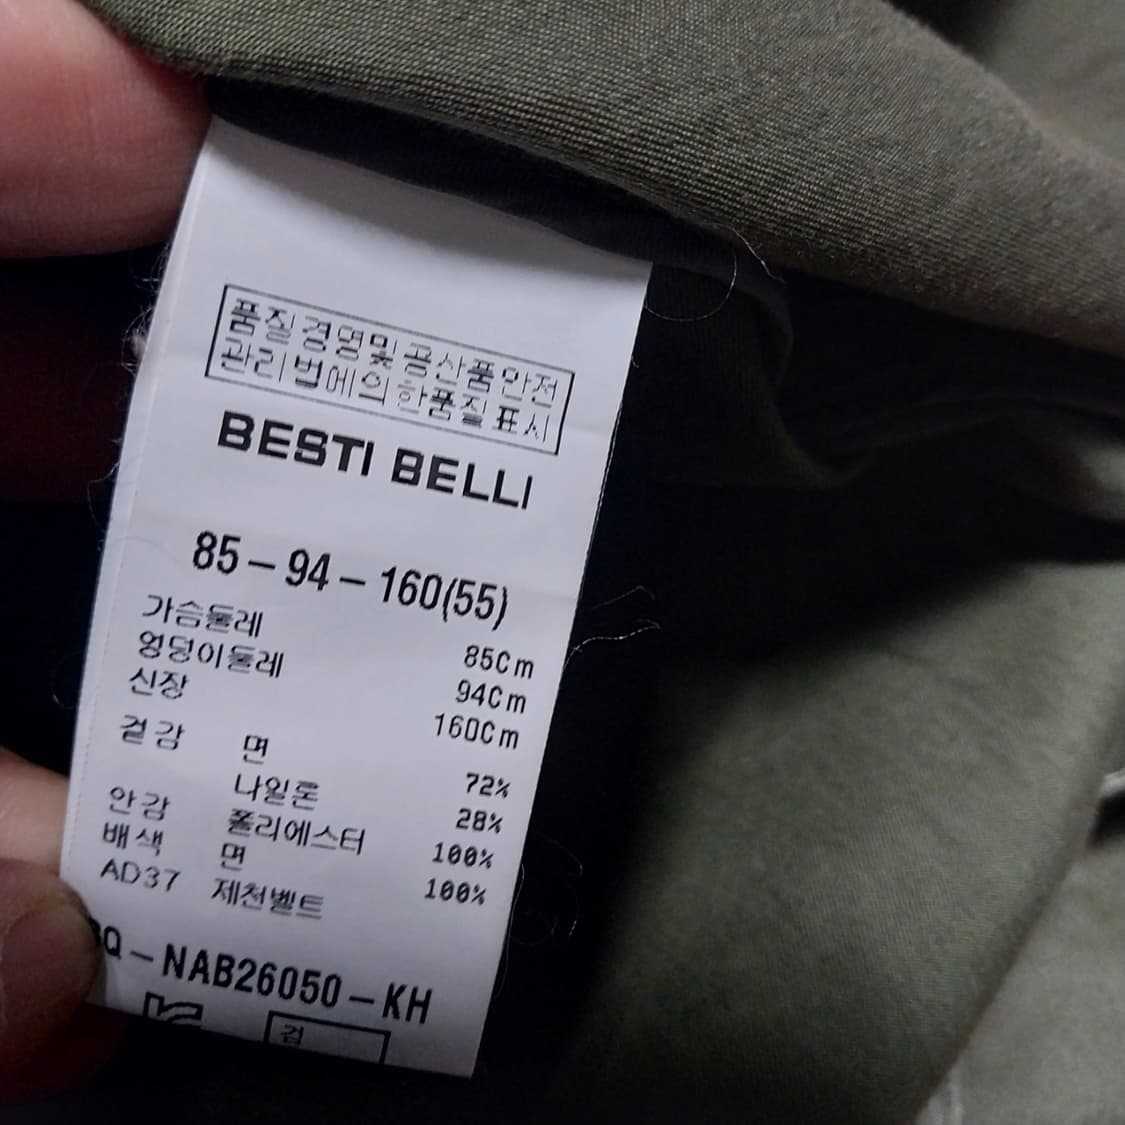 품질경영및공산품안전
관리법에의한품질표시
BESTI BELLI
85-94-160(55)
가슴둘레 85Cm
엉덩이둘레 94Cm
신장 160Cm
겉감 면 72%
나일론 28%
안감 폴리에스터 100%
배색 면 100%
AD37 제천벨트
Q-NAB26050-KH
겉